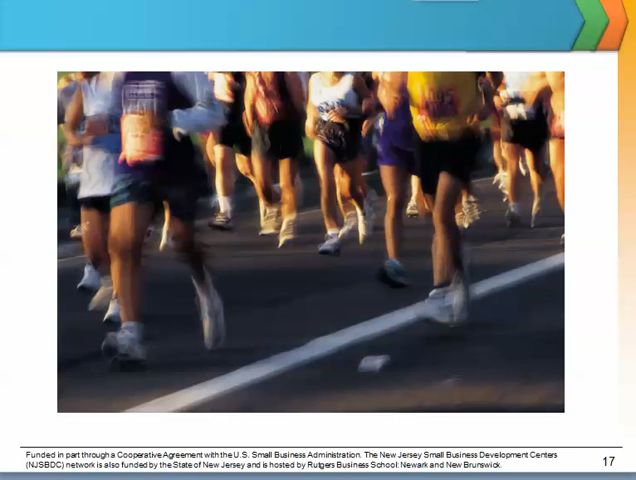 Funded in part through a Cooperative Agreement with the U.S. Small Business Administration. The New Jersey Small Business Development Centers
(NJSBDC) network is also funded by the State of New Jersey and is hosted by Rutgers Business School: Newark and New Brunswick.
17